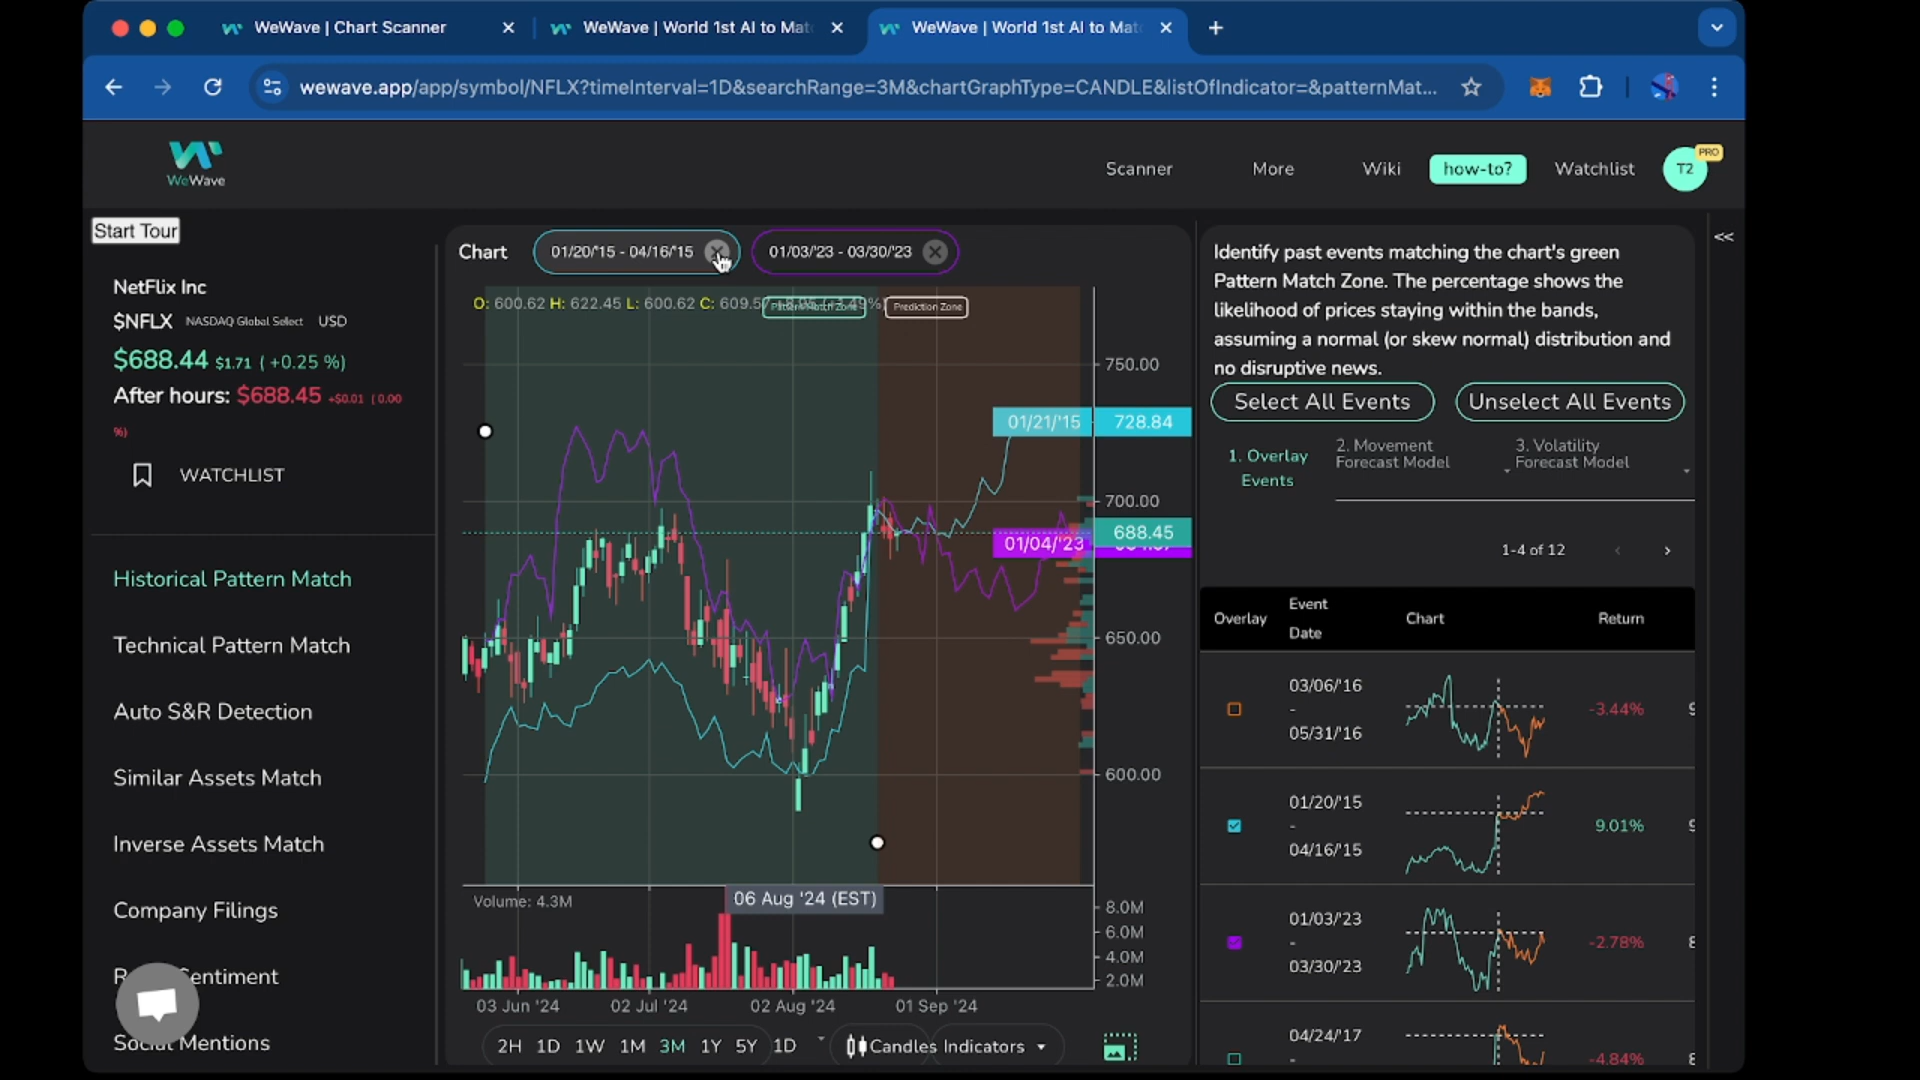 WeWave | Chart Scanner
WeWave | World 1st AI to Mat
WeWave | World 1st AI to Mat
wewave.app/app/symbol/NFLX?timeInterval=1D&searchRange=3M&chartGraphType=CANDLE&listOfIndicator=&patternMat...
WeWave
Scanner
More
Wiki
how-to?
Watchlist
T2
PRO
Start Tour
NetFlix Inc
$NFLX NASDAQ Global Select USD
$688.44 $1.71 ( +0.25 %)
After hours: $688.45 +$0.01 ( 0.00
%)
WATCHLIST
Historical Pattern Match
Technical Pattern Match
Auto S&R Detection
Similar Assets Match
Inverse Assets Match
Company Filings
Sentiment
Social Mentions
Chart
01/20/'15 - 04/16/'15
01/03/'23 - 03/30/'23
O: 600.62 H: 622.45 L: 600.62 C: 609.57
Pattern Match Zone
Prediction Zone
750.00
01/21/'15 728.84
700.00
688.45
01/04/'23
650.00
600.00
Volume: 4.3M
06 Aug '24 (EST)
8.0M
6.0M
4.0M
2.0M
03 Jun '24
02 Jul '24
02 Aug '24
01 Sep '24
2H 1D 1W 1M 3M 1Y 5Y 1D
Candles Indicators
<<
Identify past events matching the chart's green
Pattern Match Zone. The percentage shows the
likelihood of prices staying within the bands,
assuming a normal (or skew normal) distribution and
no disruptive news.
Select All Events
Unselect All Events
1. Overlay
Events
2. Movement
Forecast Model
3. Volatility
Forecast Model
1-4 of 12
Overlay
Event
Date
Chart
Return
03/06/'16
-
05/31/'16
-3.44%
01/20/'15
-
04/16/'15
9.01%
01/03/'23
-
03/30/'23
-2.78%
04/24/'17
-
-4.84%